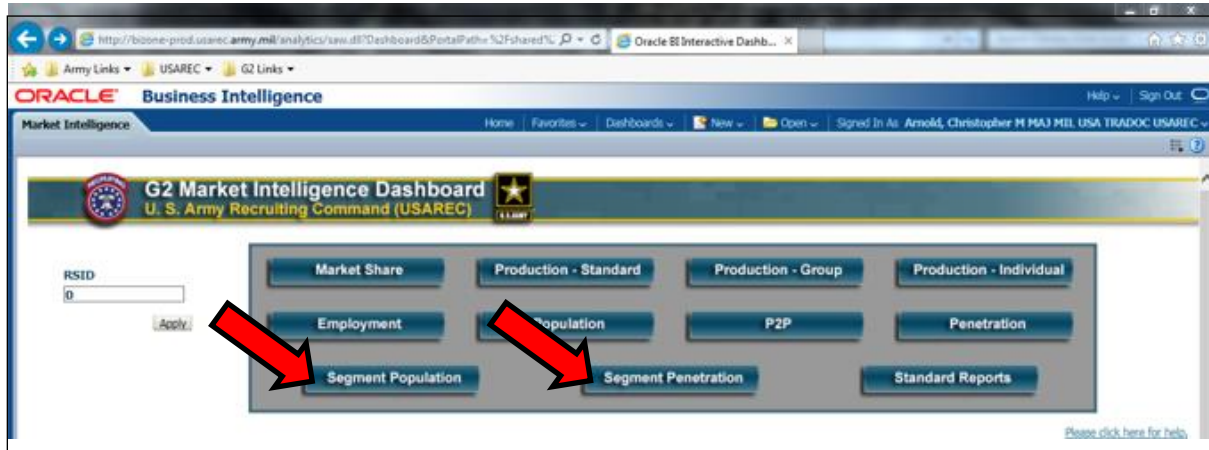 http://bizone-prod.usarec.army.mil/analytics/saw.dll?Dashboard&PortalPath=%2Fshared% Oracle BI Interactive Dashb...
Army Links USAREC G2 Links
ORACLE Business Intelligence Help Sign Out
Market Intelligence Home Favorites Dashboards New Open Signed In As Arnold, Christopher M MAJ MIL USA TRADOC USAREC
G2 Market Intelligence Dashboard
U. S. Army Recruiting Command (USAREC)
U.S. ARMY
RSID
0
Apply
Market Share Production - Standard Production - Group Production - Individual
Employment Population P2P Penetration
Segment Population Segment Penetration Standard Reports
Please click here for help.